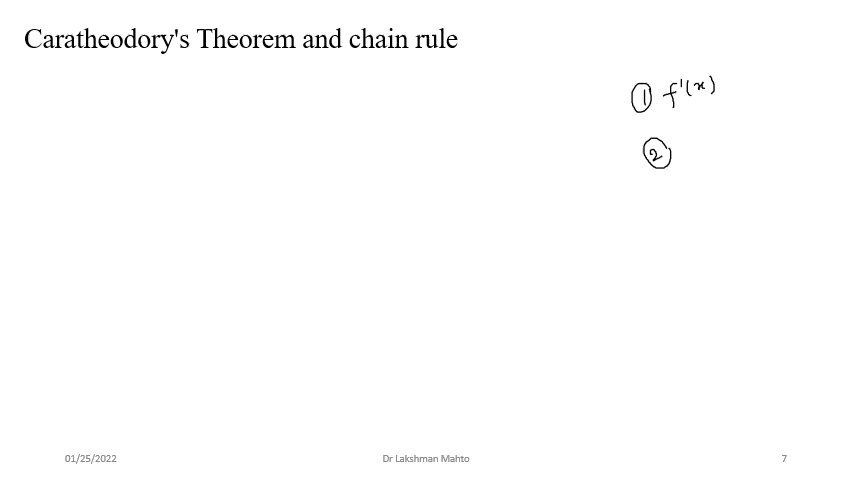 Caratheodory's Theorem and chain rule
① f'(x)
②
01/25/2022 Dr Lakshman Mahto 7